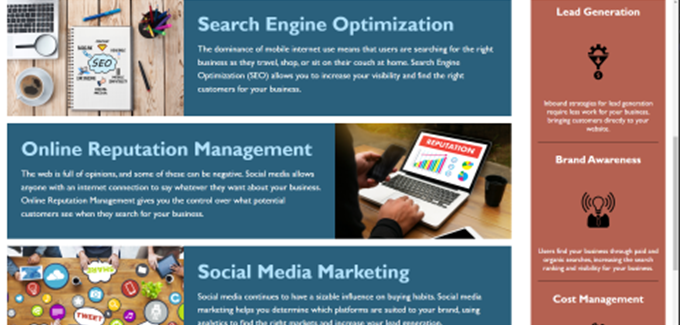 Search Engine Optimization
The dominance of mobile internet use means that users are searching for the right
business as they travel, shop, or sit on their couch at home. Search Engine
Optimization (SEO) allows you to increase your visibility and find the right
customers for your business.
SEO
Online Reputation Management
The web is full of opinions, and some of these can be negative. Social media allows
anyone with an internet connection to say whatever they want about your business.
Online Reputation Management gives you the control over what potential
customers see when they search for your business.
REPUTATION
Social Media Marketing
Social media continues to have a sizable influence on buying habits. Social media
marketing helps you determine which platforms are suited to your brand, using
analytics to find the right markets and increase your lead generation.
SHARE
TWEET
Lead Generation
Inbound strategies for lead generation
require less work for your business,
bringing customers directly to your
website.
Brand Awareness
Users find your business through paid and
organic searches, increasing the search
ranking and visibility for your business.
Cost Management